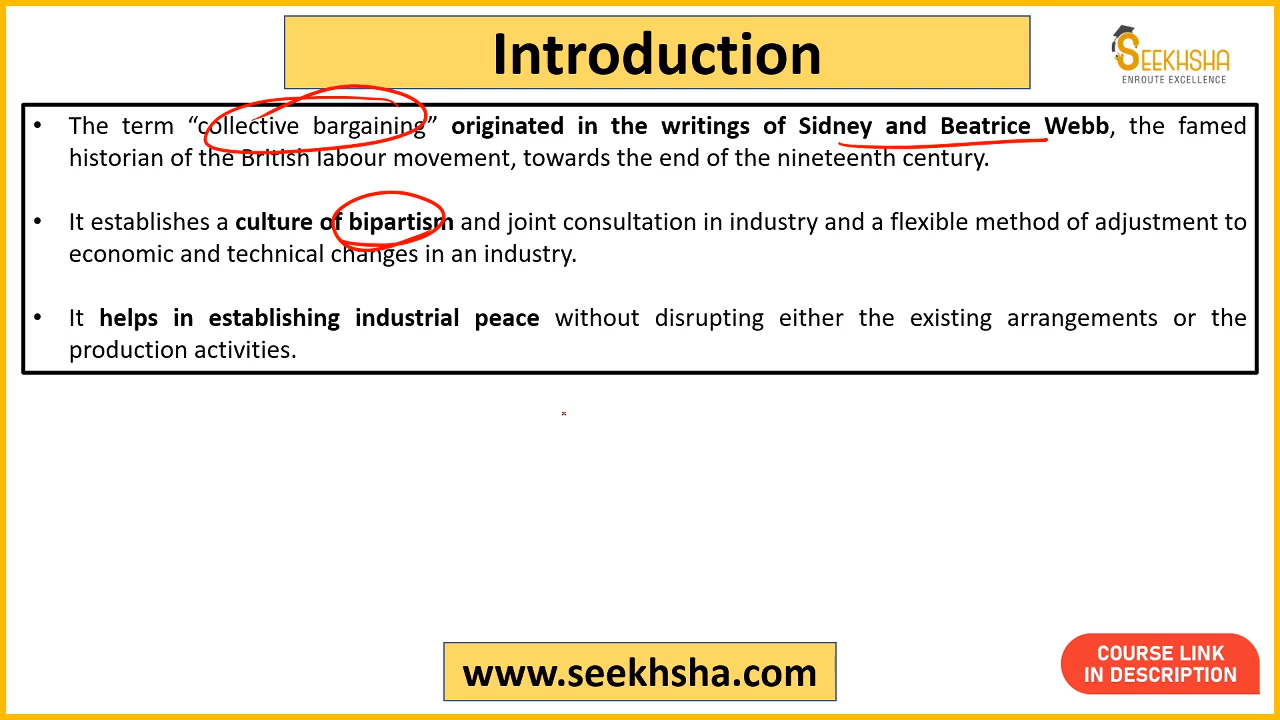 Introduction
SEEKHSHA
ENROUTE EXCELLENCE
• The term “collective bargaining” originated in the writings of Sidney and Beatrice Webb, the famed
historian of the British labour movement, towards the end of the nineteenth century.
• It establishes a culture of bipartism and joint consultation in industry and a flexible method of adjustment to
economic and technical changes in an industry.
• It helps in establishing industrial peace without disrupting either the existing arrangements or the
production activities.
www.seekhsha.com
COURSE LINK
IN DESCRIPTION